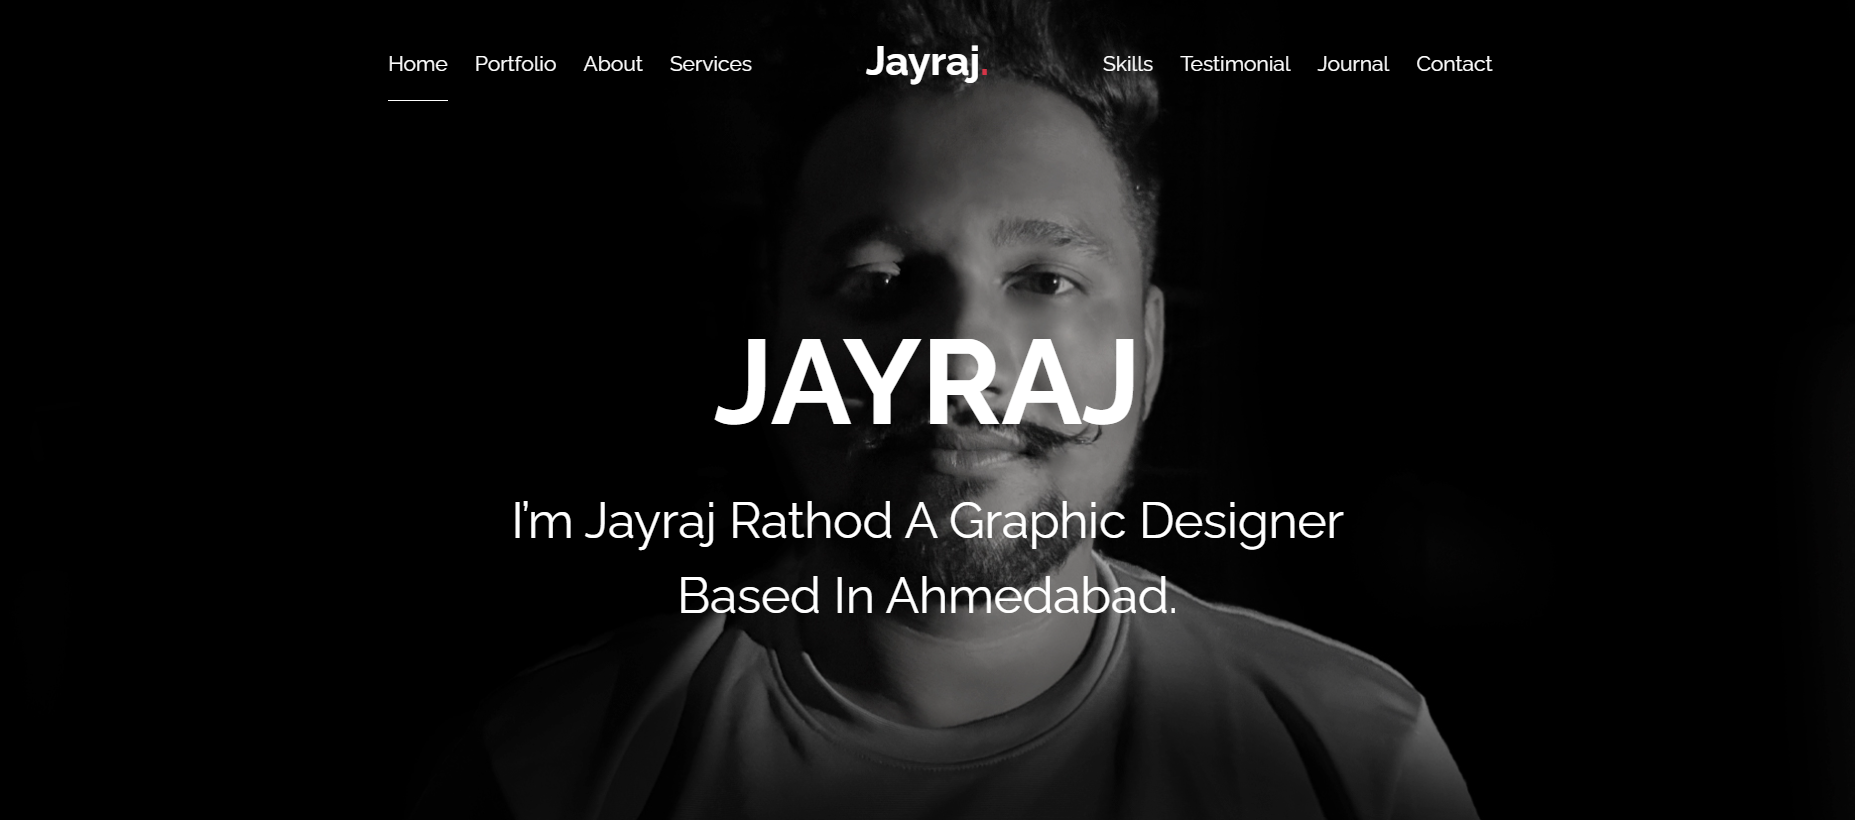 Home Portfolio About Services Jayraj. Skills Testimonial Journal Contact
JAYRAJ
I’m Jayraj Rathod A Graphic Designer
Based In Ahmedabad.